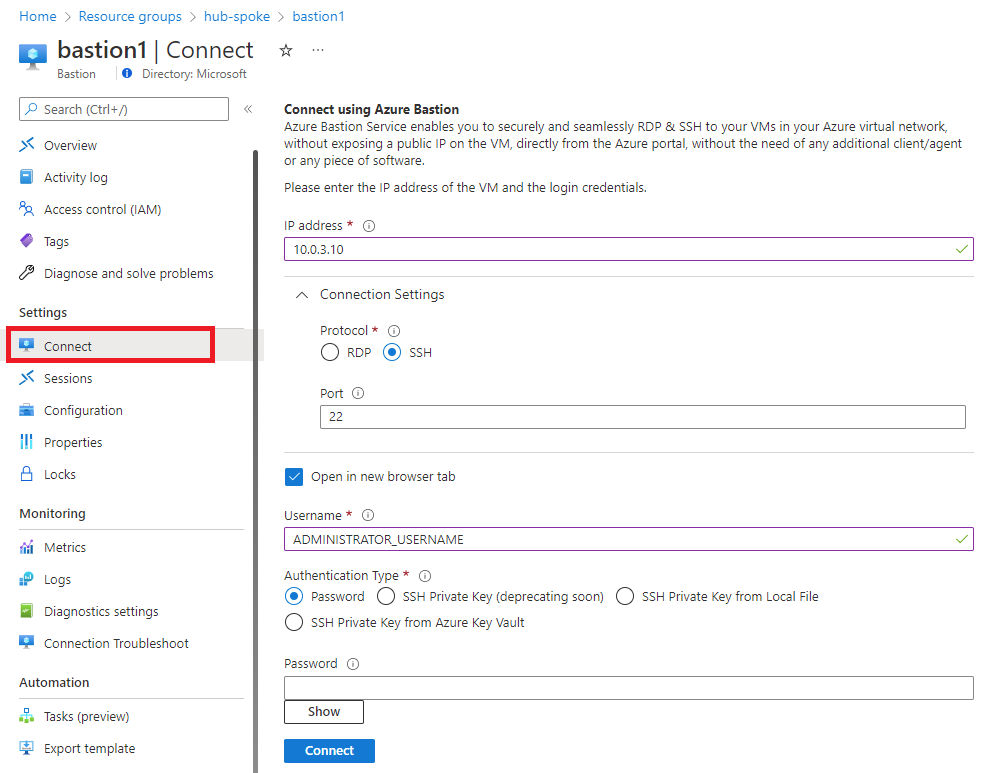 Home > Resource groups > hub-spoke > bastion1
bastion1 | Connect
Bastion
Directory: Microsoft
Search (Ctrl+/)
Overview
Activity log
Access control (IAM)
Tags
Diagnose and solve problems
Settings
Connect
Sessions
Configuration
Properties
Locks
Monitoring
Metrics
Logs
Diagnostics settings
Connection Troubleshoot
Automation
Tasks (preview)
Export template
Connect using Azure Bastion
Azure Bastion Service enables you to securely and seamlessly RDP & SSH to your VMs in your Azure virtual network,
without exposing a public IP on the VM, directly from the Azure portal, without the need of any additional client/agent
or any piece of software.
Please enter the IP address of the VM and the login credentials.
IP address *
10.0.3.10
Connection Settings
Protocol *
RDP SSH
Port
22
Open in new browser tab
Username *
ADMINISTRATOR_USERNAME
Authentication Type *
Password SSH Private Key (deprecating soon) SSH Private Key from Local File
SSH Private Key from Azure Key Vault
Password
Show
Connect